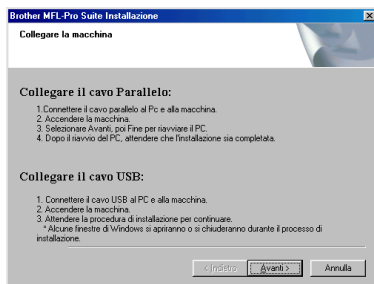 Brother MFL-Pro Suite Installazione
Collegare la macchina
Collegare il cavo Parallelo:
1.Connettere il cavo parallelo al Pc e alla macchina.
2. Accendere la macchina.
3. Selezionare Avanti, poi Fine per riavviare il PC.
4. Dopo il riavvio del PC, attendere che l'installazione sia completata.
Collegare il cavo USB:
1. Connettere il cavo USB al PC e alla macchina.
2. Accendere la macchina.
3. Attendere la procedura di installazione per continuare.
* Alcune finestre di Windows si apriranno o si chiuderanno durante il processo di
installazione.
< Indietro
Avanti >
Annulla